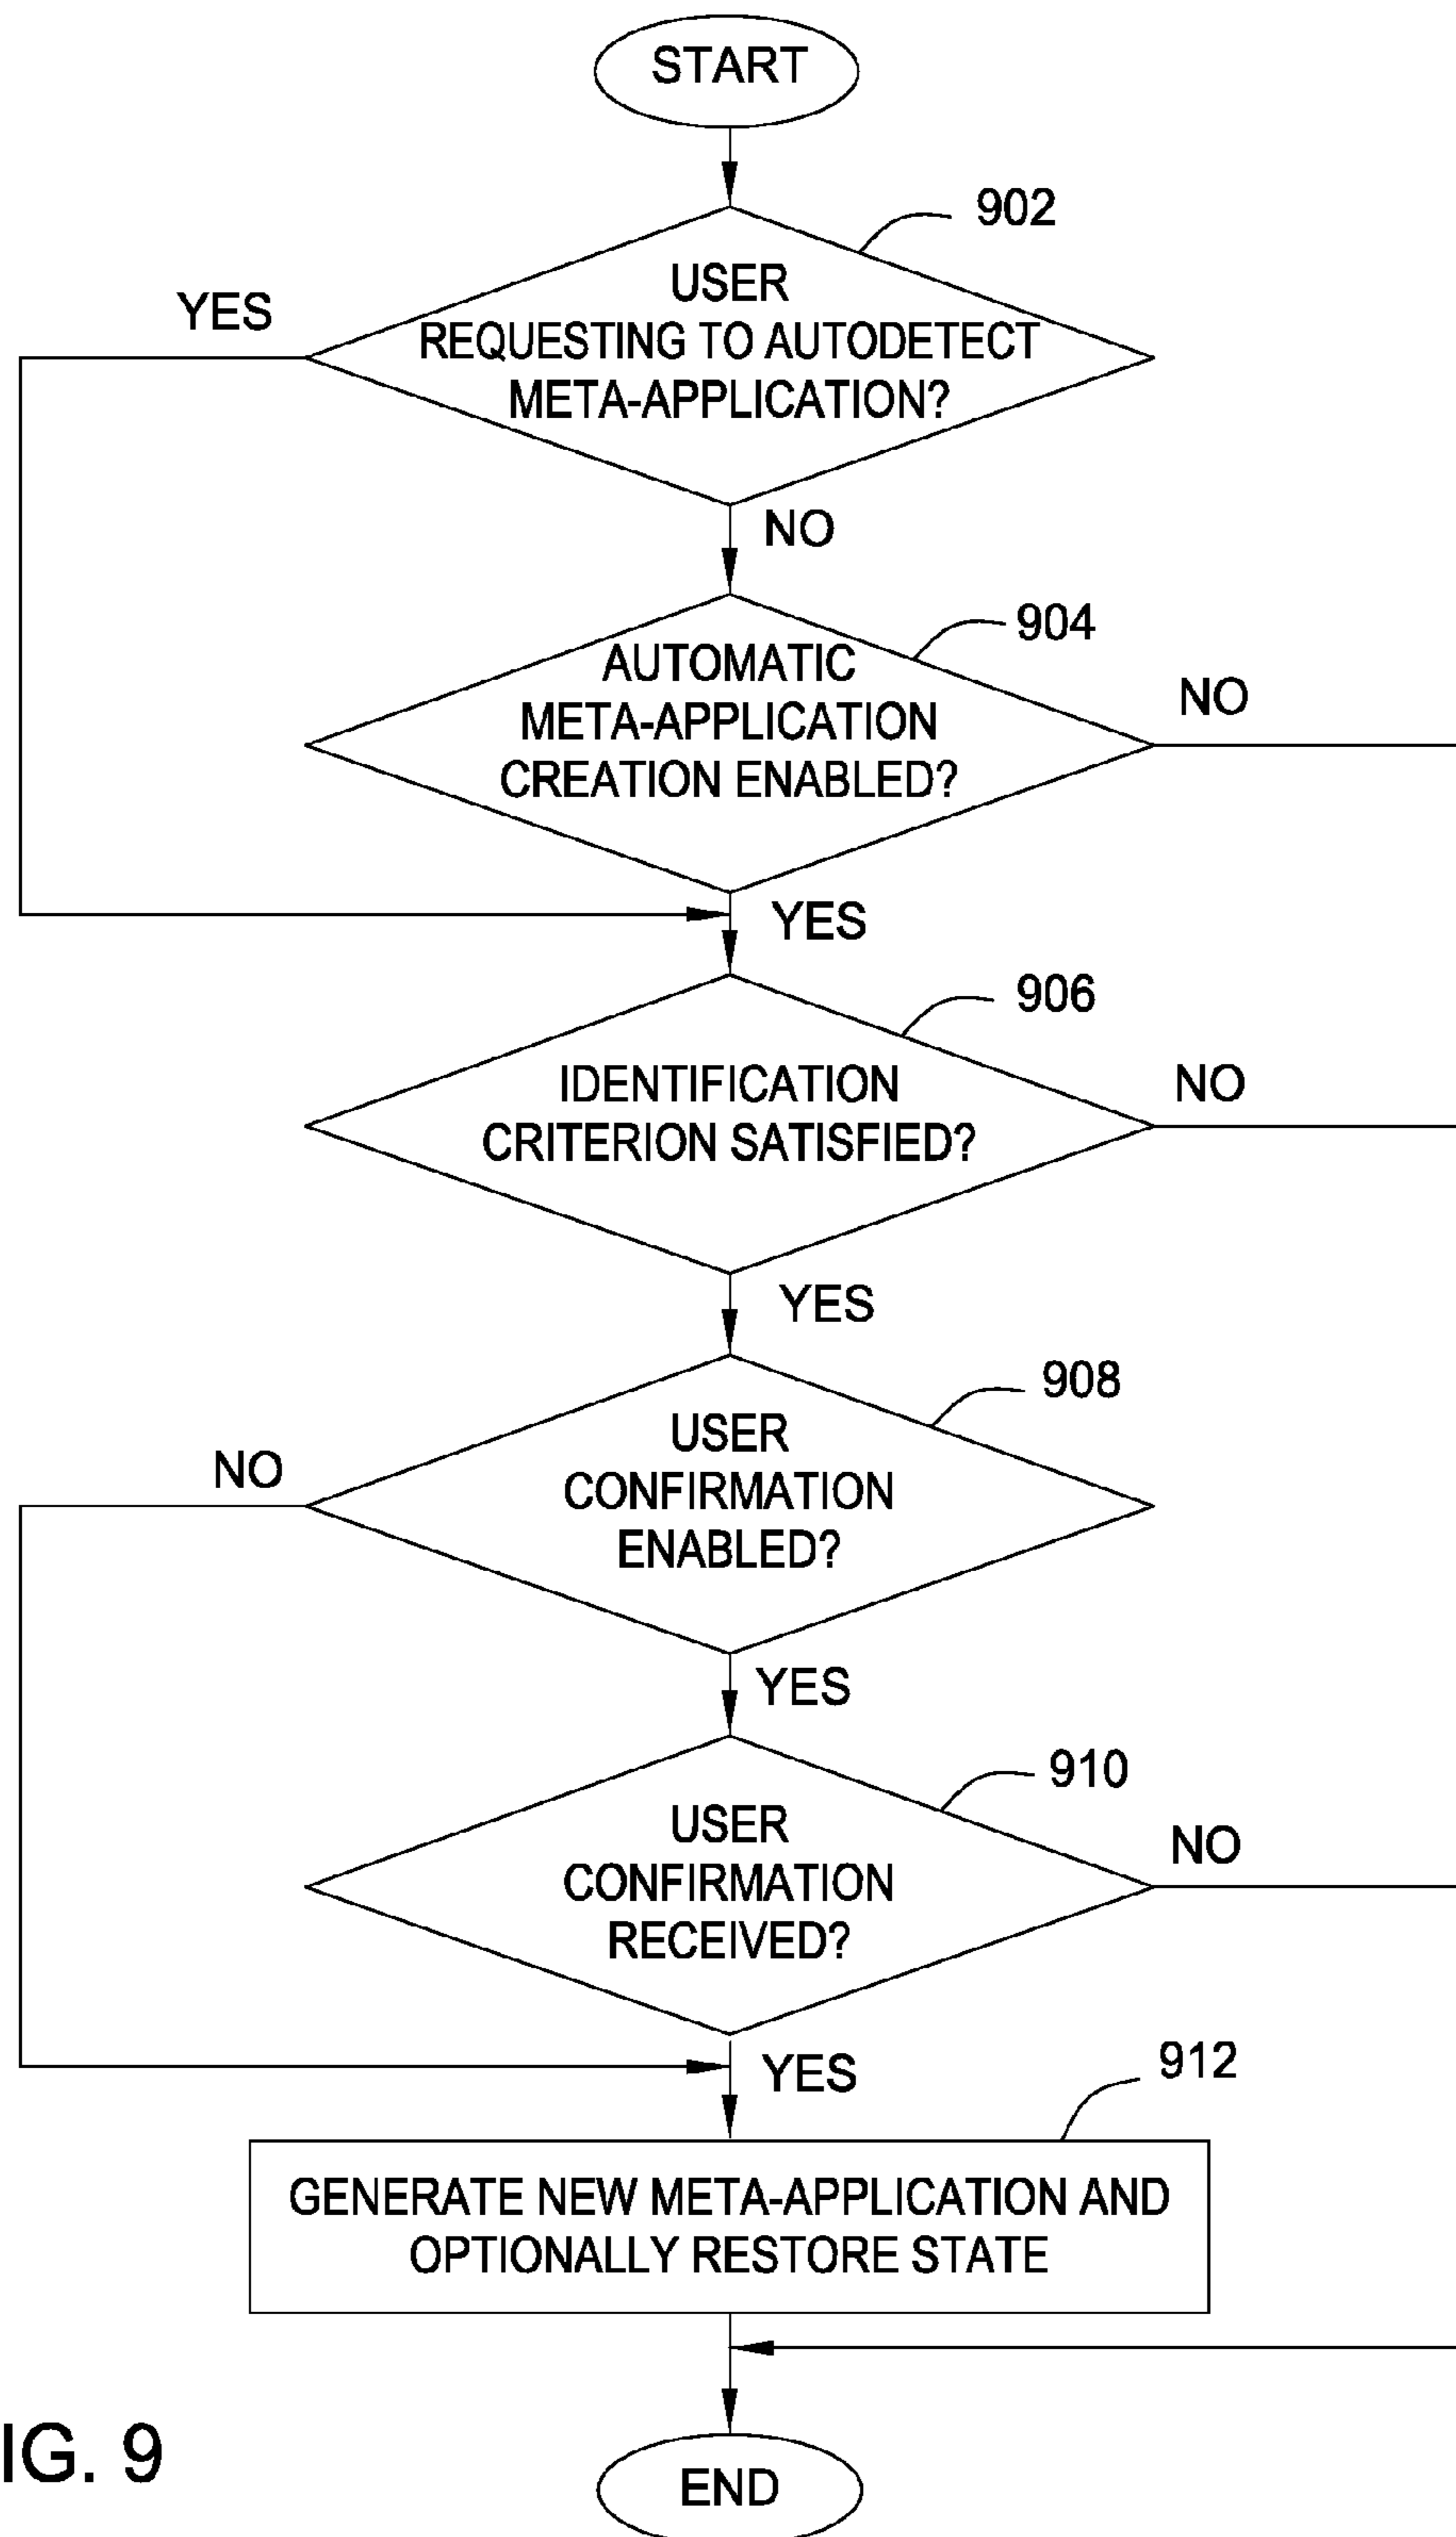 START
902
USER
REQUESTING TO AUTODETECT
META-APPLICATION?
YES
NO
904
AUTOMATIC
META-APPLICATION
CREATION ENABLED?
NO
YES
906
IDENTIFICATION
CRITERION SATISFIED?
NO
YES
908
USER
CONFIRMATION
ENABLED?
NO
YES
910
USER
CONFIRMATION
RECEIVED?
NO
YES
912
GENERATE NEW META-APPLICATION AND
OPTIONALLY RESTORE STATE
IG. 9
END